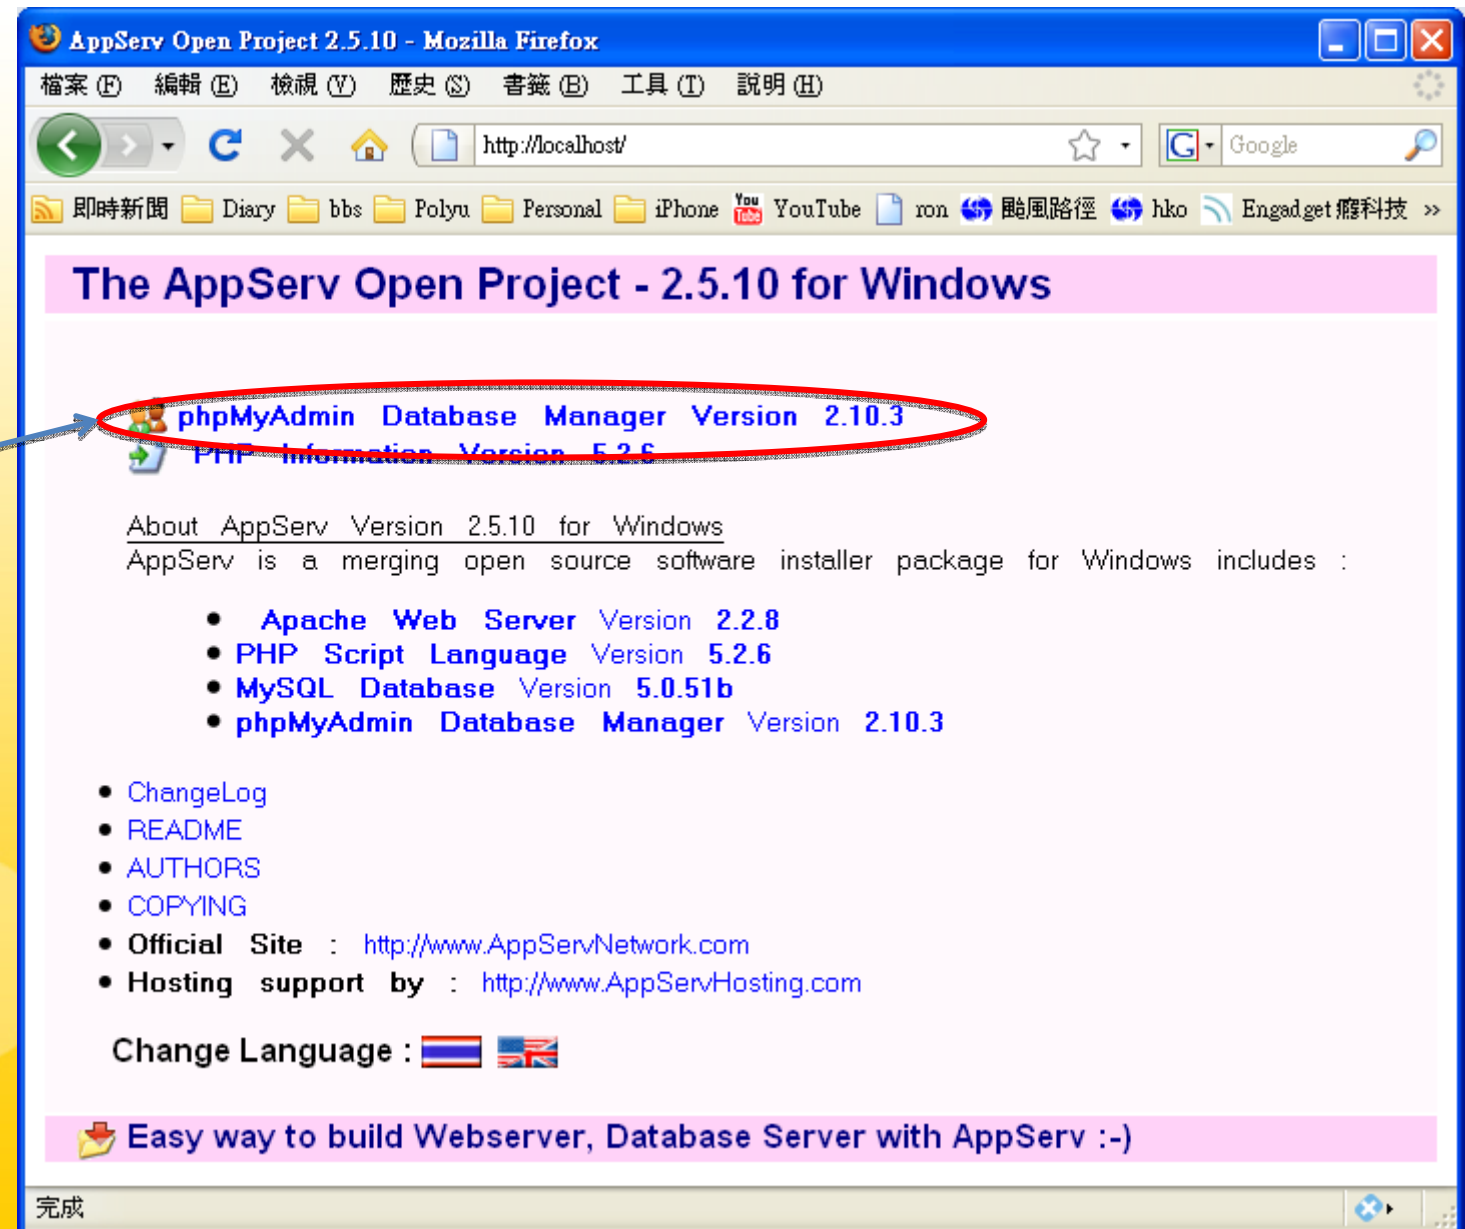 AppServ Open Project 2.5.10 - Mozilla Firefox
檔案 (F) 編輯 (E) 檢視 (V) 歷史 (S) 書籤 (B) 工具 (T) 說明 (H)
http://localhost/ G Google
即時新聞 Diary bbs Polyu Personal iPhone You Tube YouTube ron 颱風路徑 hko Engadget 癮科技 »
The AppServ Open Project - 2.5.10 for Windows
phpMyAdmin Database Manager Version 2.10.3
PHP Information Version 5.2.6
About AppServ Version 2.5.10 for Windows
AppServ is a merging open source software installer package for Windows includes :
• Apache Web Server Version 2.2.8
• PHP Script Language Version 5.2.6
• MySQL Database Version 5.0.51b
• phpMyAdmin Database Manager Version 2.10.3
• ChangeLog
• README
• AUTHORS
• COPYING
• Official Site : http://www.AppServNetwork.com
• Hosting support by : http://www.AppServHosting.com
Change Language :
Easy way to build Webserver, Database Server with AppServ :-)
完成